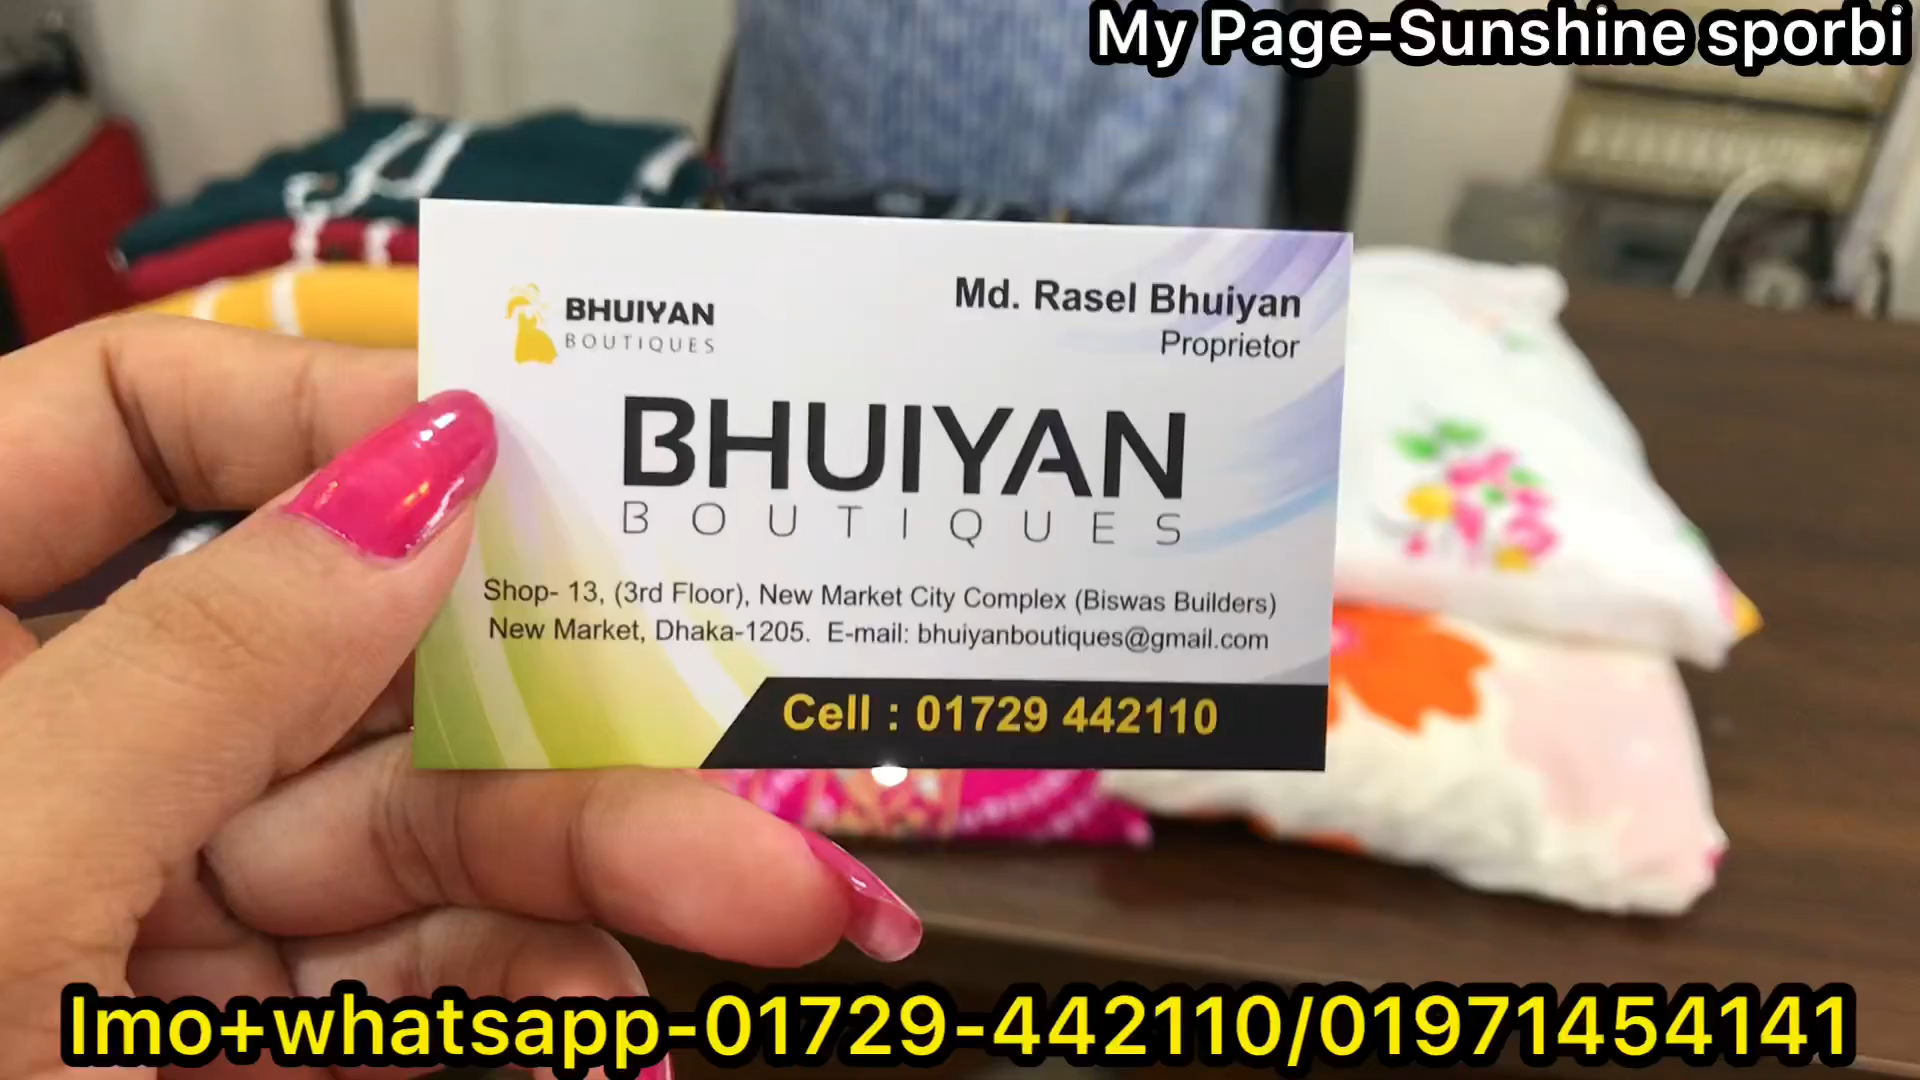 My Page-Sunshine sporbi
BHUIYAN
BOUTIQUES
Md. Rasel Bhuiyan
Proprietor
BHUIYAN
BOUTIQUES
Shop- 13, (3rd Floor), New Market City Complex (Biswas Builders)
New Market, Dhaka-1205. E-mail: bhuiyanboutiques@gmail.com
Cell : 01729 442110
Imo+whatsapp-01729-442110/01971454141